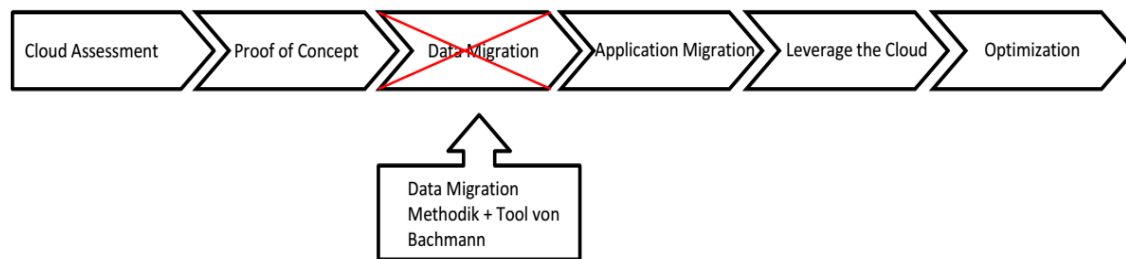 Cloud Assessment
Proof of Concept
Data Migration
Application Migration
Leverage the Cloud
Optimization
Data Migration
Methodik + Tool von
Bachmann